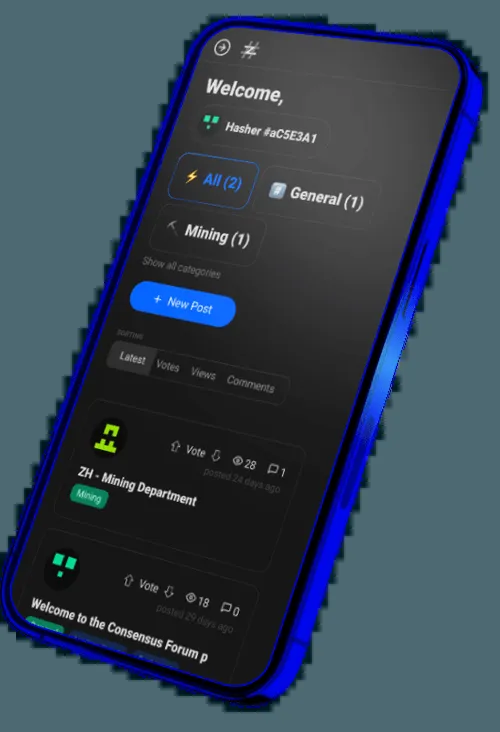 Welcome,
Hasher #aC5E3A1
All (2)
General (1)
Mining (1)
Show all categories
+ New Post
SORTING
Latest Votes Views Comments
Vote 28 1
posted 24 days ago
ZH - Mining Department
Mining
Vote 18 0
posted 29 days ago
Welcome to the Consensus Forum p